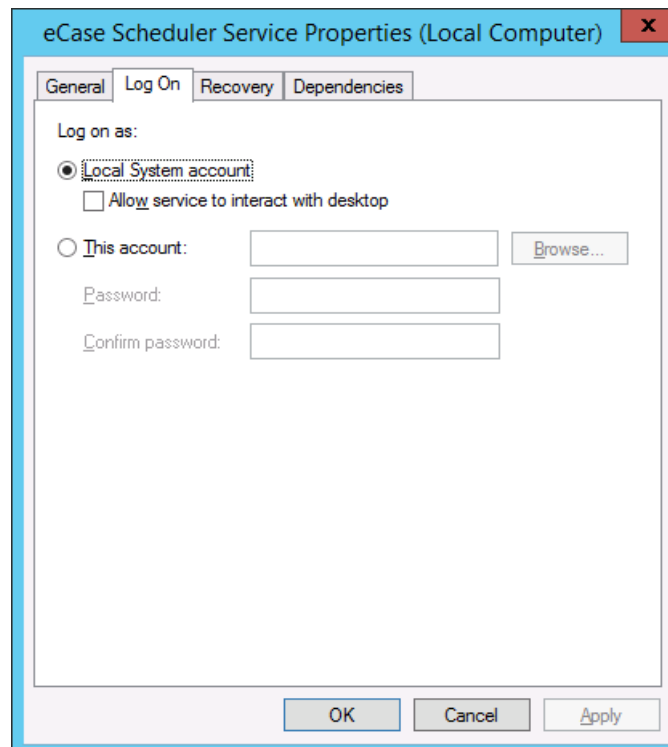 eCase Scheduler Service Properties (Local Computer) x
General Log On Recovery Dependencies
Log on as:
Local System account
Allow service to interact with desktop
This account: Browse...
Password:
Confirm password:
OK Cancel Apply